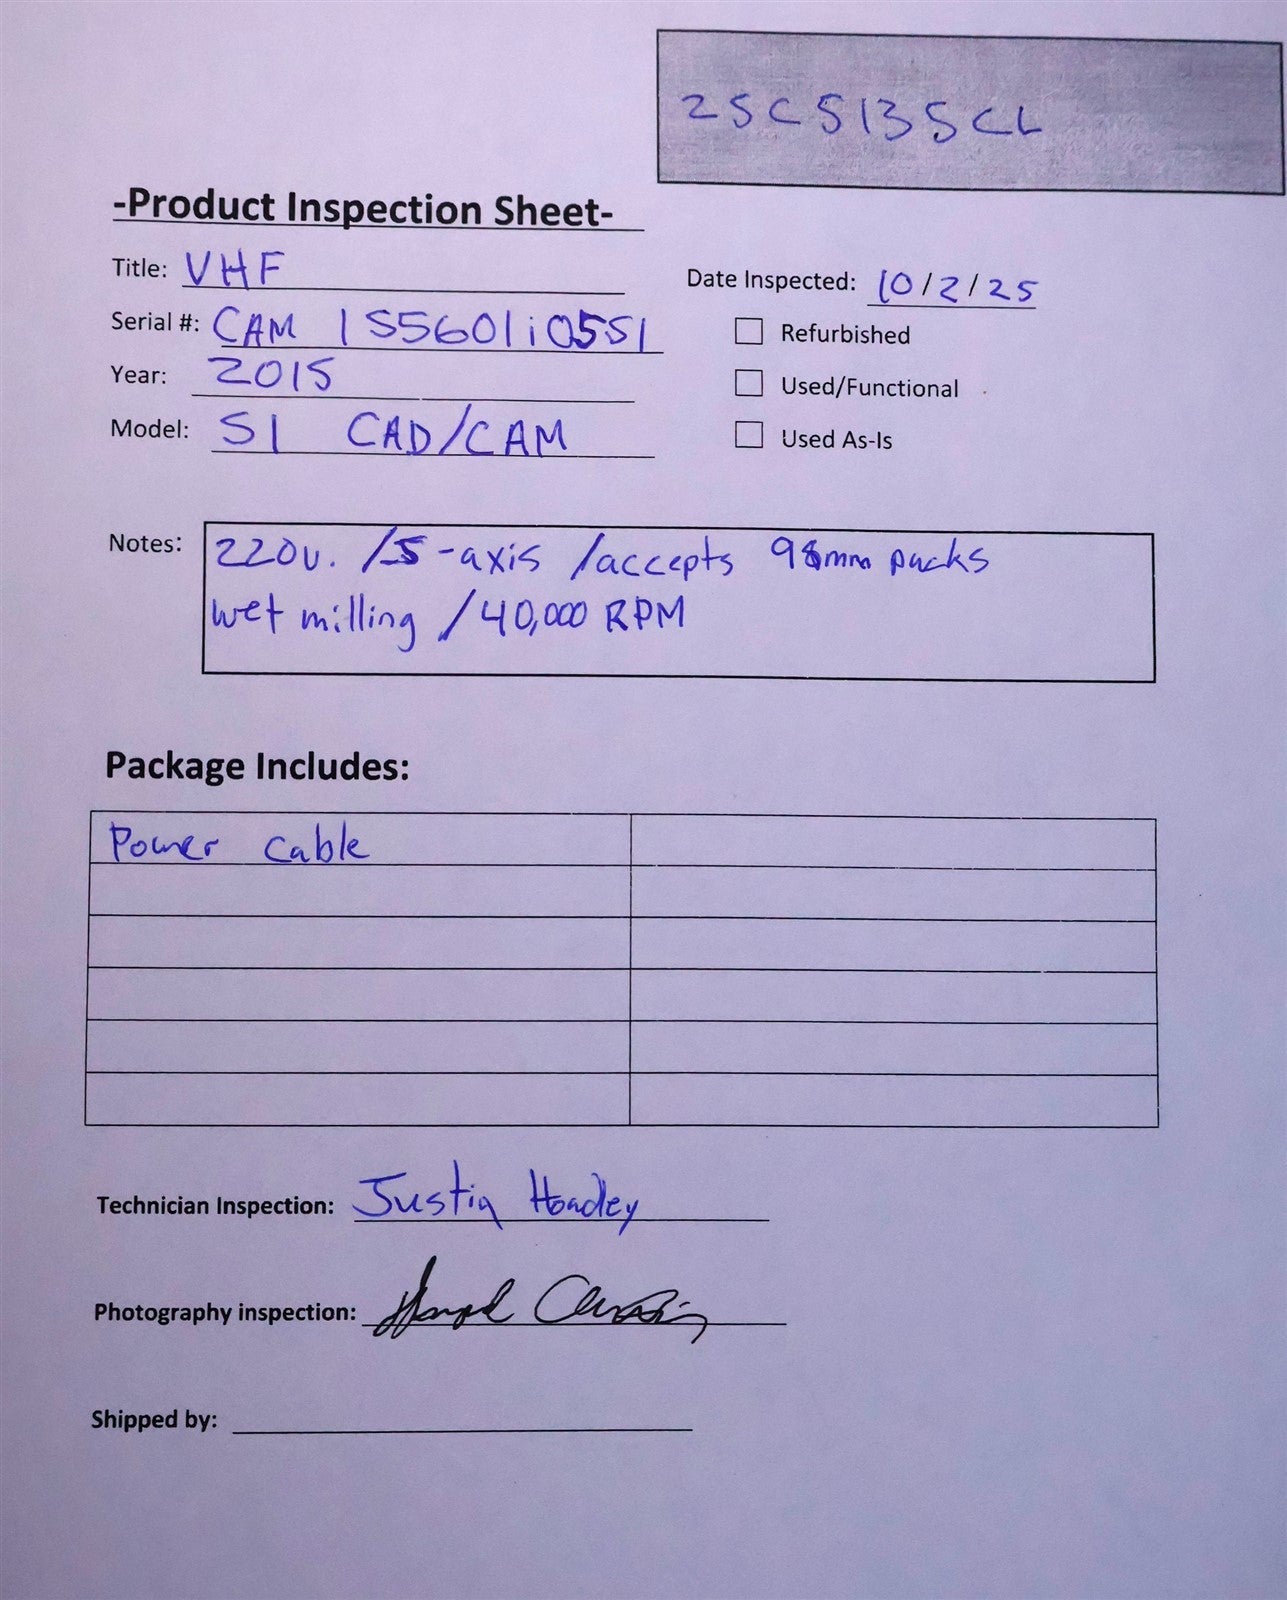 25C5135CL
-Product Inspection Sheet-
Title: VHF
Date Inspected: 10/2/25
Serial #: CAM 1S5601i0551
Refurbished
Year: 2015
Used/Functional
Model: S1 CAD/CAM
Used As-Is
Notes: 220v. /5-axis /accepts 98mm pucks
wet milling /40,000 RPM
Package Includes:
Power cable
Technician Inspection: Justin Hoadley
Photography inspection:
Shipped by: